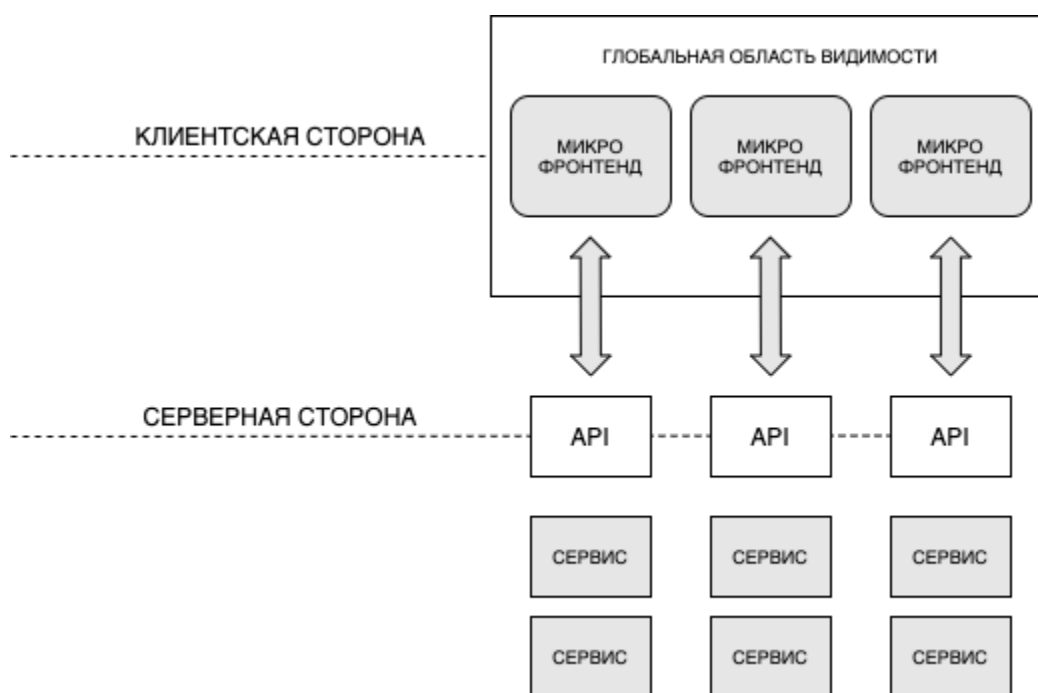 ГЛОБАЛЬНАЯ ОБЛАСТЬ ВИДИМОСТИ
КЛИЕНТСКАЯ СТОРОНА
МИКРО
ФРОНТЕНД
МИКРО
ФРОНТЕНД
МИКРО
ФРОНТЕНД
СЕРВЕРНАЯ СТОРОНА
API
API
API
СЕРВИС
СЕРВИС
СЕРВИС
СЕРВИС
СЕРВИС
СЕРВИС